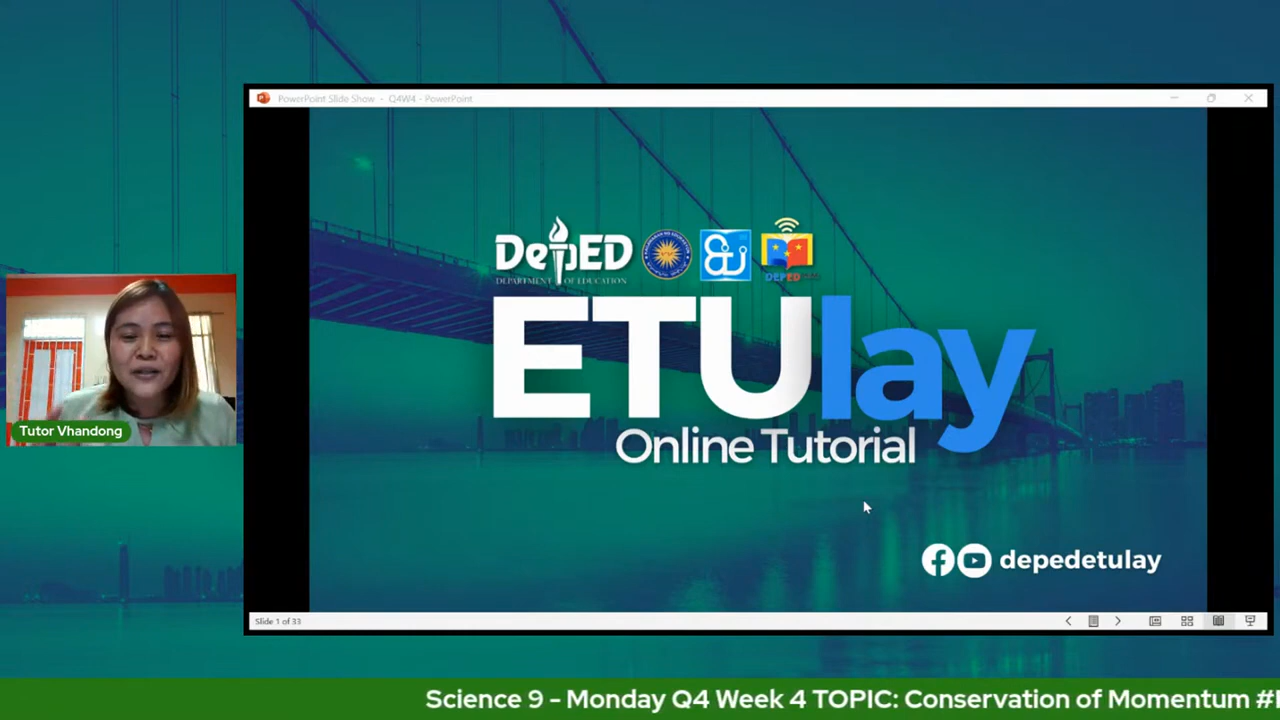 PowerPoint Slide Show - Q4W4 - PowerPoint
DepED
DEPARTMENT OF EDUCATION
DEPED
ETUlay
Online Tutorial
depedetulay
Tutor Vhandong
Slide 1 of 33
Science 9 - Monday Q4 Week 4 TOPIC: Conservation of Momentum